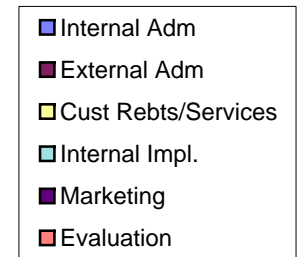 Internal Adm
External Adm
Cust Rebts/Services
Internal Impl.
Marketing
Evaluation